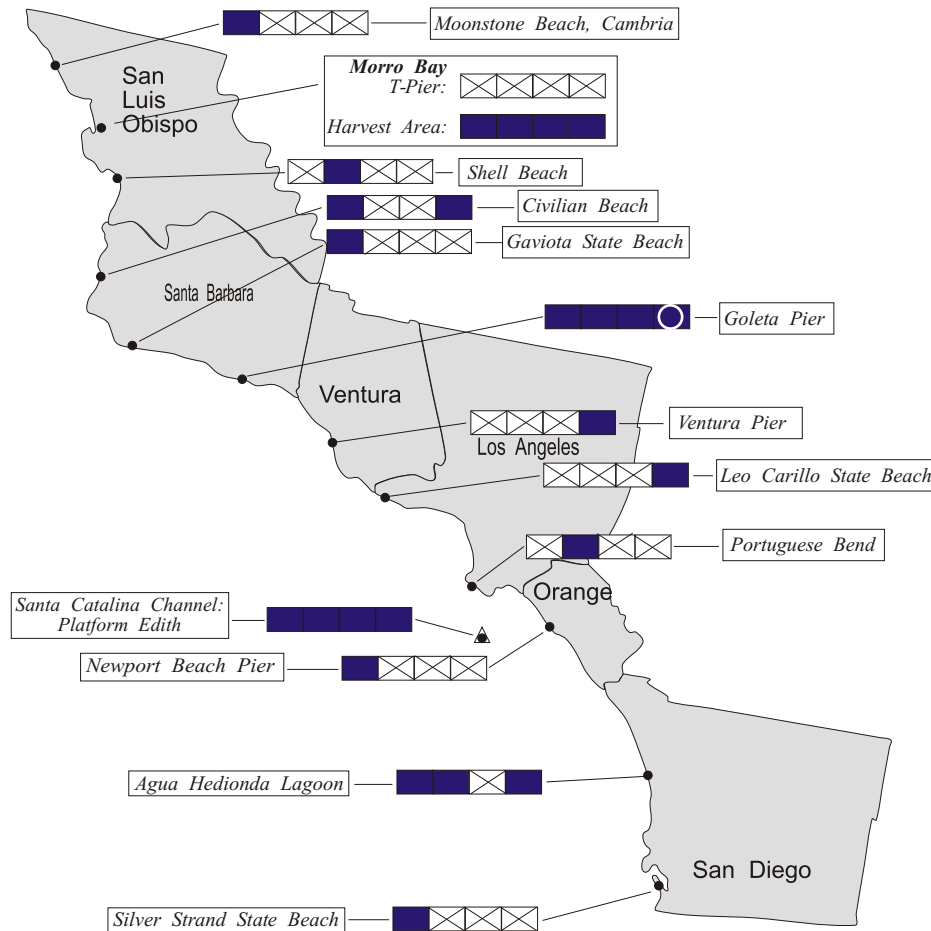 Moonstone Beach, Cambria
San
Luis
Obispo
Morro Bay
T-Pier:
Harvest Area:
Shell Beach
Civilian Beach
Gaviota State Beach
Santa Barbara
Goleta Pier
Ventura
Ventura Pier
Los Angeles
Leo Carillo State Beach
Portuguese Bend
Orange
Santa Catalina Channel:
Platform Edith
Newport Beach Pier
Agua Hedionda Lagoon
San Diego
Silver Strand State Beach